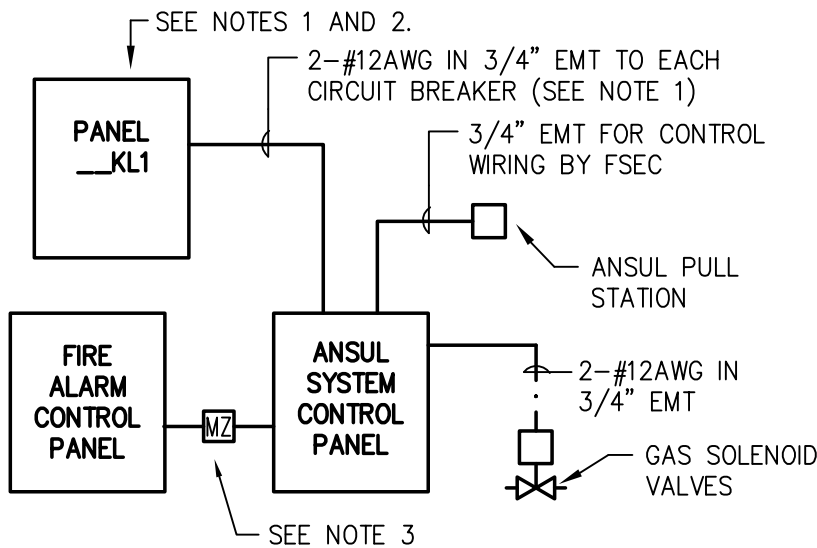 SEE NOTES 1 AND 2.
2-#12AWG IN 3/4" EMT TO EACH
CIRCUIT BREAKER (SEE NOTE 1)
PANEL
__KL1
3/4" EMT FOR CONTROL
WIRING BY FSEC
ANSUL PULL
STATION
FIRE
ALARM
CONTROL
PANEL
MZ
ANSUL
SYSTEM
CONTROL
PANEL
2-#12AWG IN
3/4" EMT
GAS SOLENOID
VALVES
SEE NOTE 3